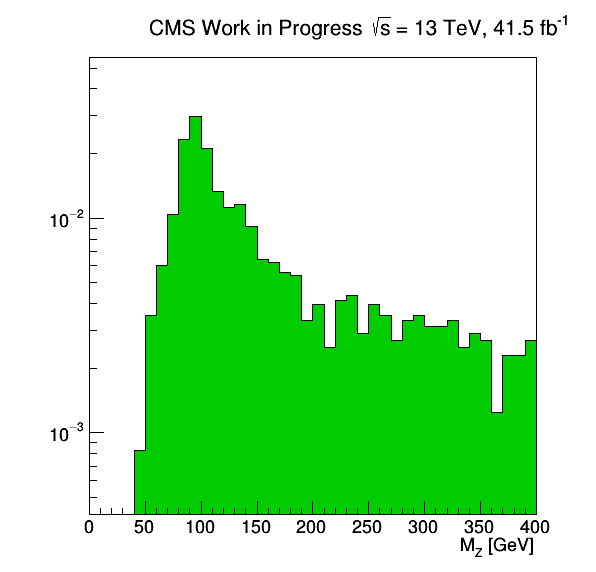 CMS Work in Progress √s = 13 TeV, 41.5 fb⁻¹
10⁻²
10⁻³
0 50 100 150 200 250 300 350 400
M_Z [GeV]